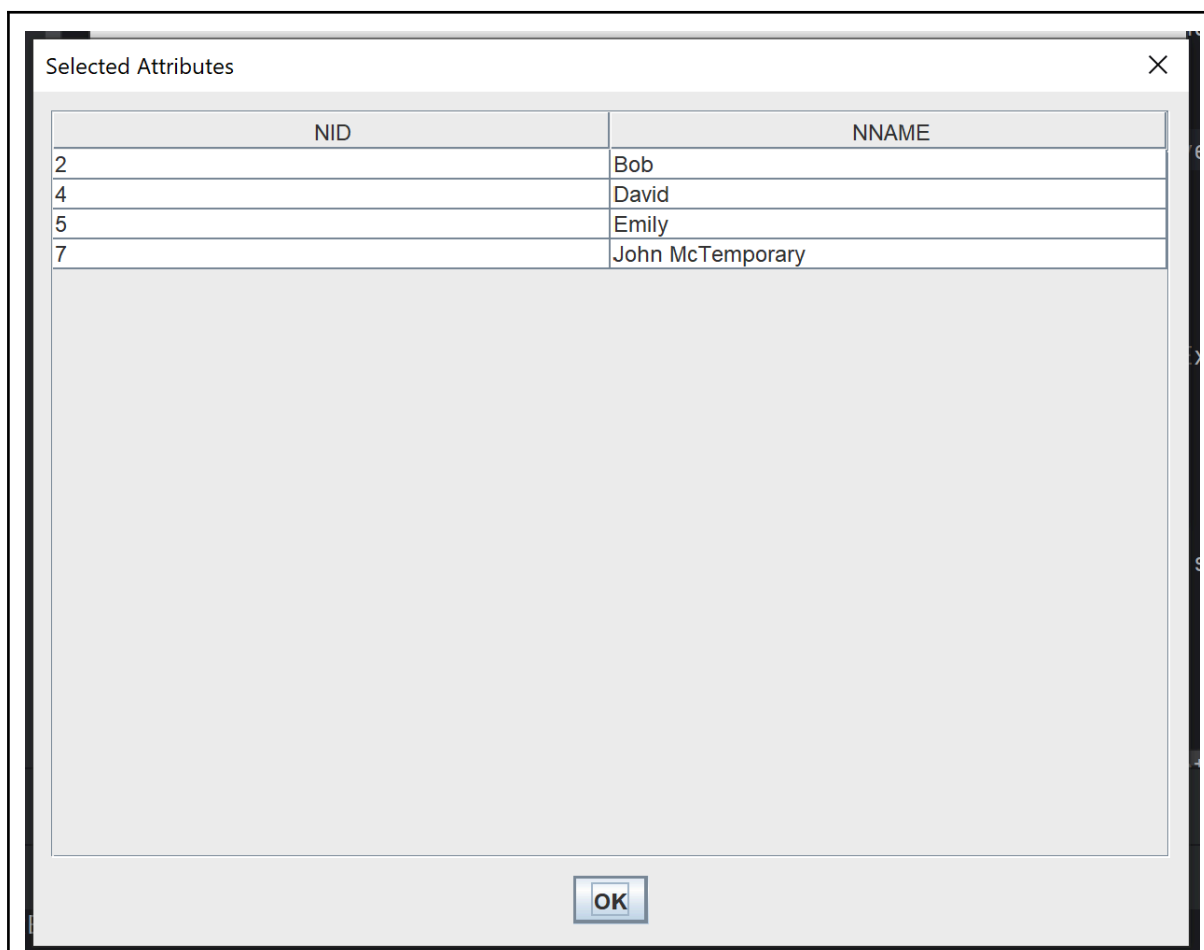 Selected Attributes
NID NNAME
2 Bob
4 David
5 Emily
7 John McTemporary
OK